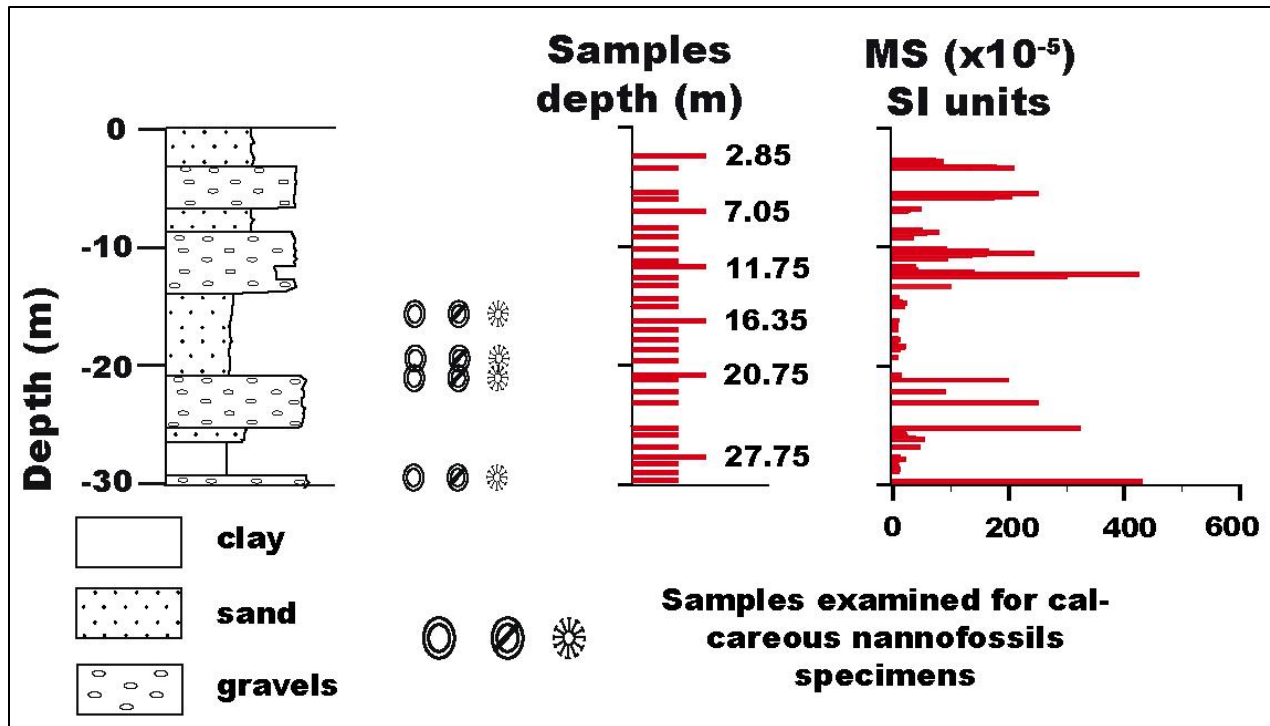 Samples
depth (m)
MS (x10-5)
SI units
0
-10
-20
-30
Depth (m)
2.85
7.05
11.75
16.35
20.75
27.75
0
200
400
600
clay
sand
gravels
Samples examined for cal-
careous nannofossils
specimens